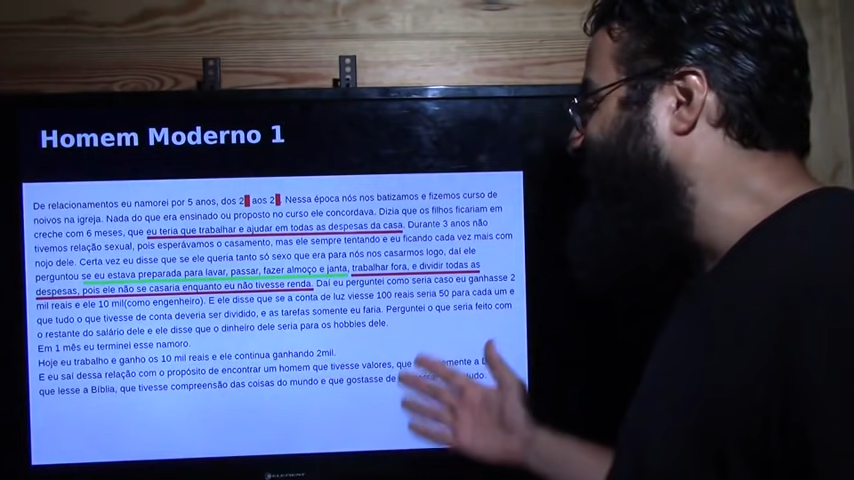 Homem Moderno 1
De relacionamentos eu namorei por 5 anos, dos 2 aos 2 . Nessa época nós nos batizamos e fizemos curso de
noivos na igreja. Nada do que era ensinado ou proposto no curso ele concordava. Dizia que os filhos ficariam em
creche com 6 meses, que eu teria que trabalhar e ajudar em todas as despesas da casa. Durante 3 anos não
tivemos relação sexual, pois esperávamos o casamento, mas ele sempre tentando e eu ficando cada vez mais com
nojo dele. Certa vez eu disse que se ele queria tanto só sexo que era para nós nos casarmos logo, daí ele
perguntou se eu estava preparada para lavar, passar, fazer almoço e janta, trabalhar fora, e dividir todas as
despesas, pois ele não se casaria enquanto eu não tivesse renda. Daí eu perguntei como seria caso eu ganhasse 2
mil reais e ele 10 mil(como engenheiro). E ele disse que se a conta de luz viesse 100 reais seria 50 para cada um e
que tudo o que tivesse de conta deveria ser dividido, e as tarefas somente eu faria. Perguntei o que seria feito com
o restante do salário dele e ele disse que o dinheiro dele seria para os hobbies dele.
Em 1 mês eu terminei esse namoro.
Hoje eu trabalho e ganho os 10 mil reais e ele continua ganhando 2mil.
E eu saí dessa relação com o propósito de encontrar um homem que tivesse valores, que a
que lesse a Bíblia, que tivesse compreensão das coisas do mundo e que gostasse de tudo.